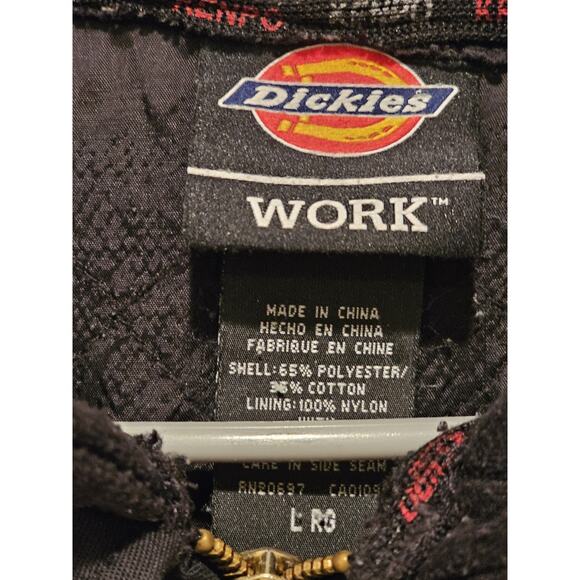 Dickies
WORK™
MADE IN CHINA
HECHO EN CHINA
FABRIQUE EN CHINE
SHELL:65% POLYESTER/
35% COTTON
LINING:100% NYLON
CARE IN SIDE SEAM
RN20697
L RG